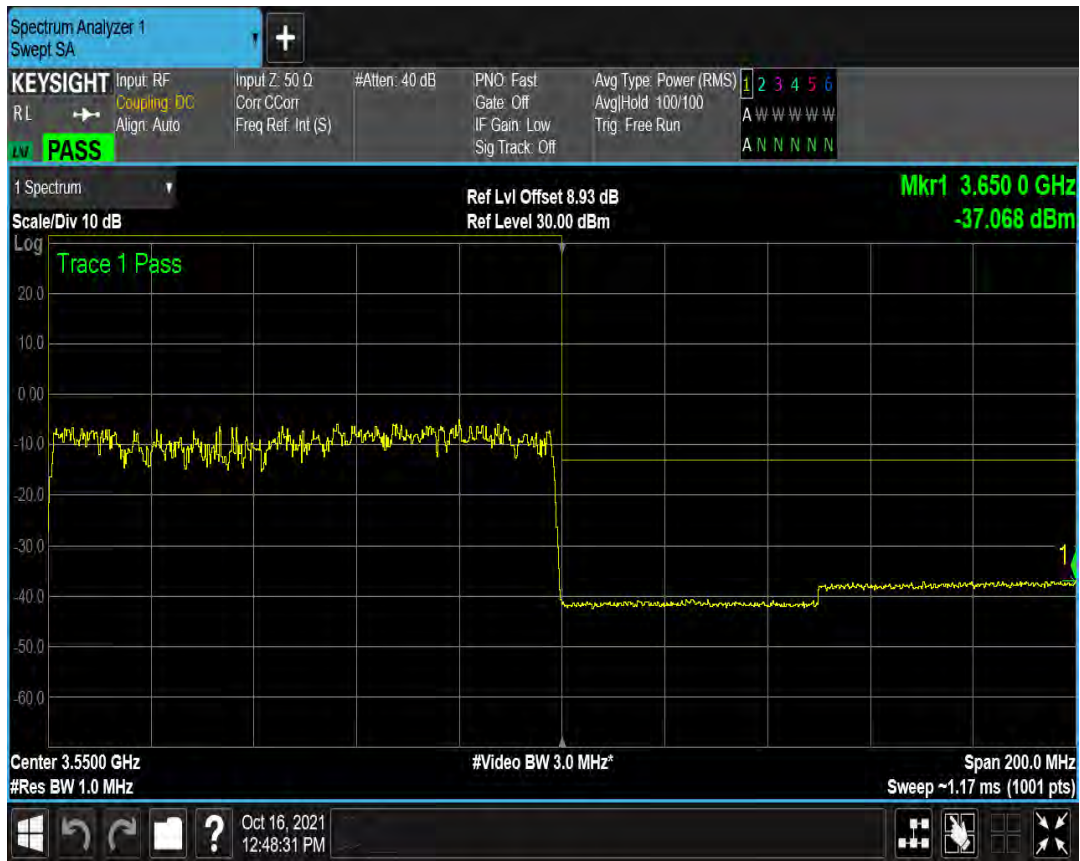 Spectrum Analyzer 1
Swept SA
+
KEYSIGHT Input: RF Input Z: 50 Ω #Atten: 40 dB PNO: Fast Avg Type: Power (RMS) 1 2 3 4 5 6
RL Coupling: DC Corr CCorr Gate: Off Avg|Hold: 100/100 A W W W W W
Align: Auto Freq Ref: Int (S) IF Gain: Low Trig: Free Run
Sig Track: Off A N N N N N
PASS
1 Spectrum Ref Lvl Offset 8.93 dB Mkr1 3.650 0 GHz
Scale/Div 10 dB Ref Level 30.00 dBm -37.068 dBm
Log
Trace 1 Pass
20.0
10.0
0.00
-10.0
-20.0
-30.0
1
-40.0
-50.0
-60.0
Center 3.5500 GHz #Video BW 3.0 MHz* Span 200.0 MHz
#Res BW 1.0 MHz Sweep ~1.17 ms (1001 pts)
? Oct 16, 2021
12:48:31 PM